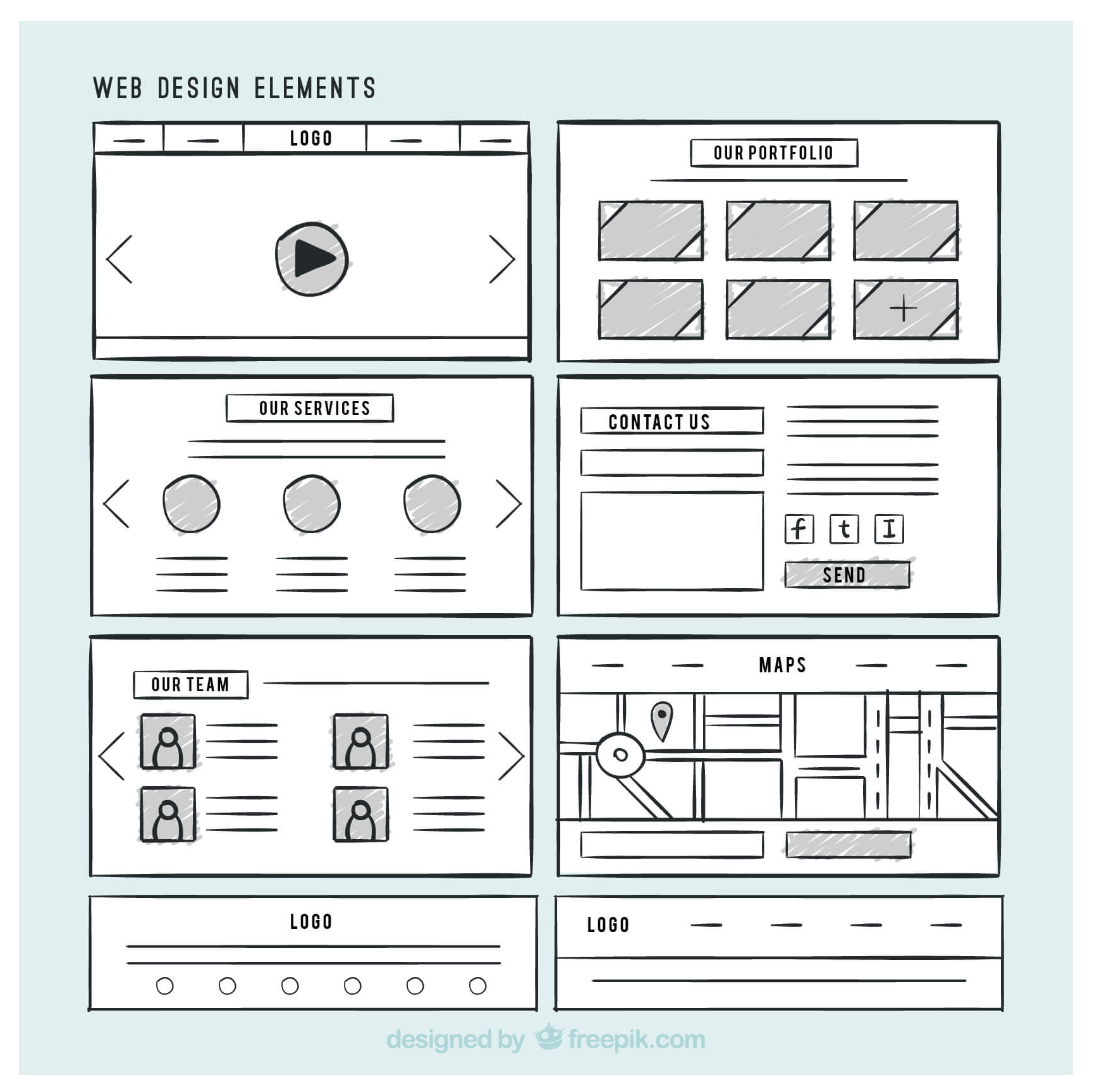 WEB DESIGN ELEMENTS
LOGO
OUR PORTFOLIO
OUR SERVICES
CONTACT US
f t I
SEND
OUR TEAM
MAPS
LOGO
LOGO
designed by freepik.com